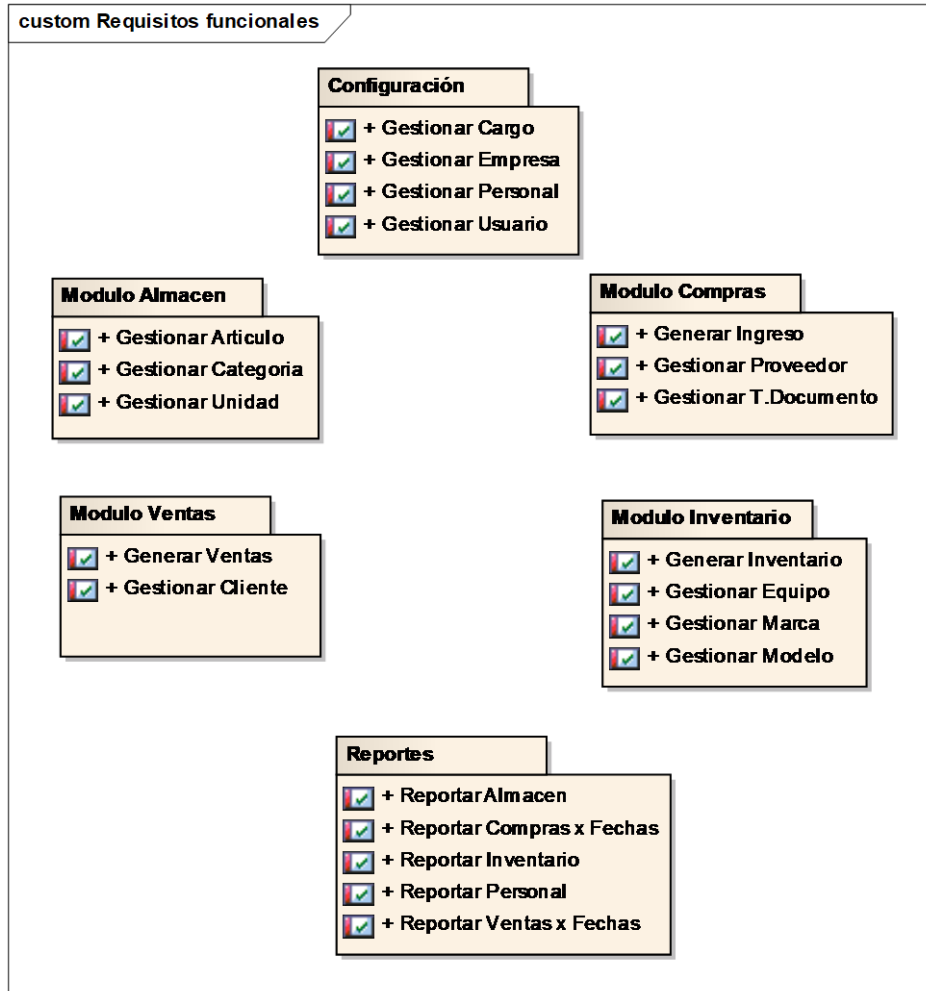 custom Requisitos funcionales
Configuración
+ Gestionar Cargo
+ Gestionar Empresa
+ Gestionar Personal
+ Gestionar Usuario
Modulo Almacen
+ Gestionar Articulo
+ Gestionar Categoria
+ Gestionar Unidad
Modulo Compras
+ Generar Ingreso
+ Gestionar Proveedor
+ Gestionar T.Documento
Modulo Ventas
+ Generar Ventas
+ Gestionar Cliente
Modulo Inventario
+ Generar Inventario
+ Gestionar Equipo
+ Gestionar Marca
+ Gestionar Modelo
Reportes
+ Reportar Almacen
+ Reportar Compras x Fechas
+ Reportar Inventario
+ Reportar Personal
+ Reportar Ventas x Fechas